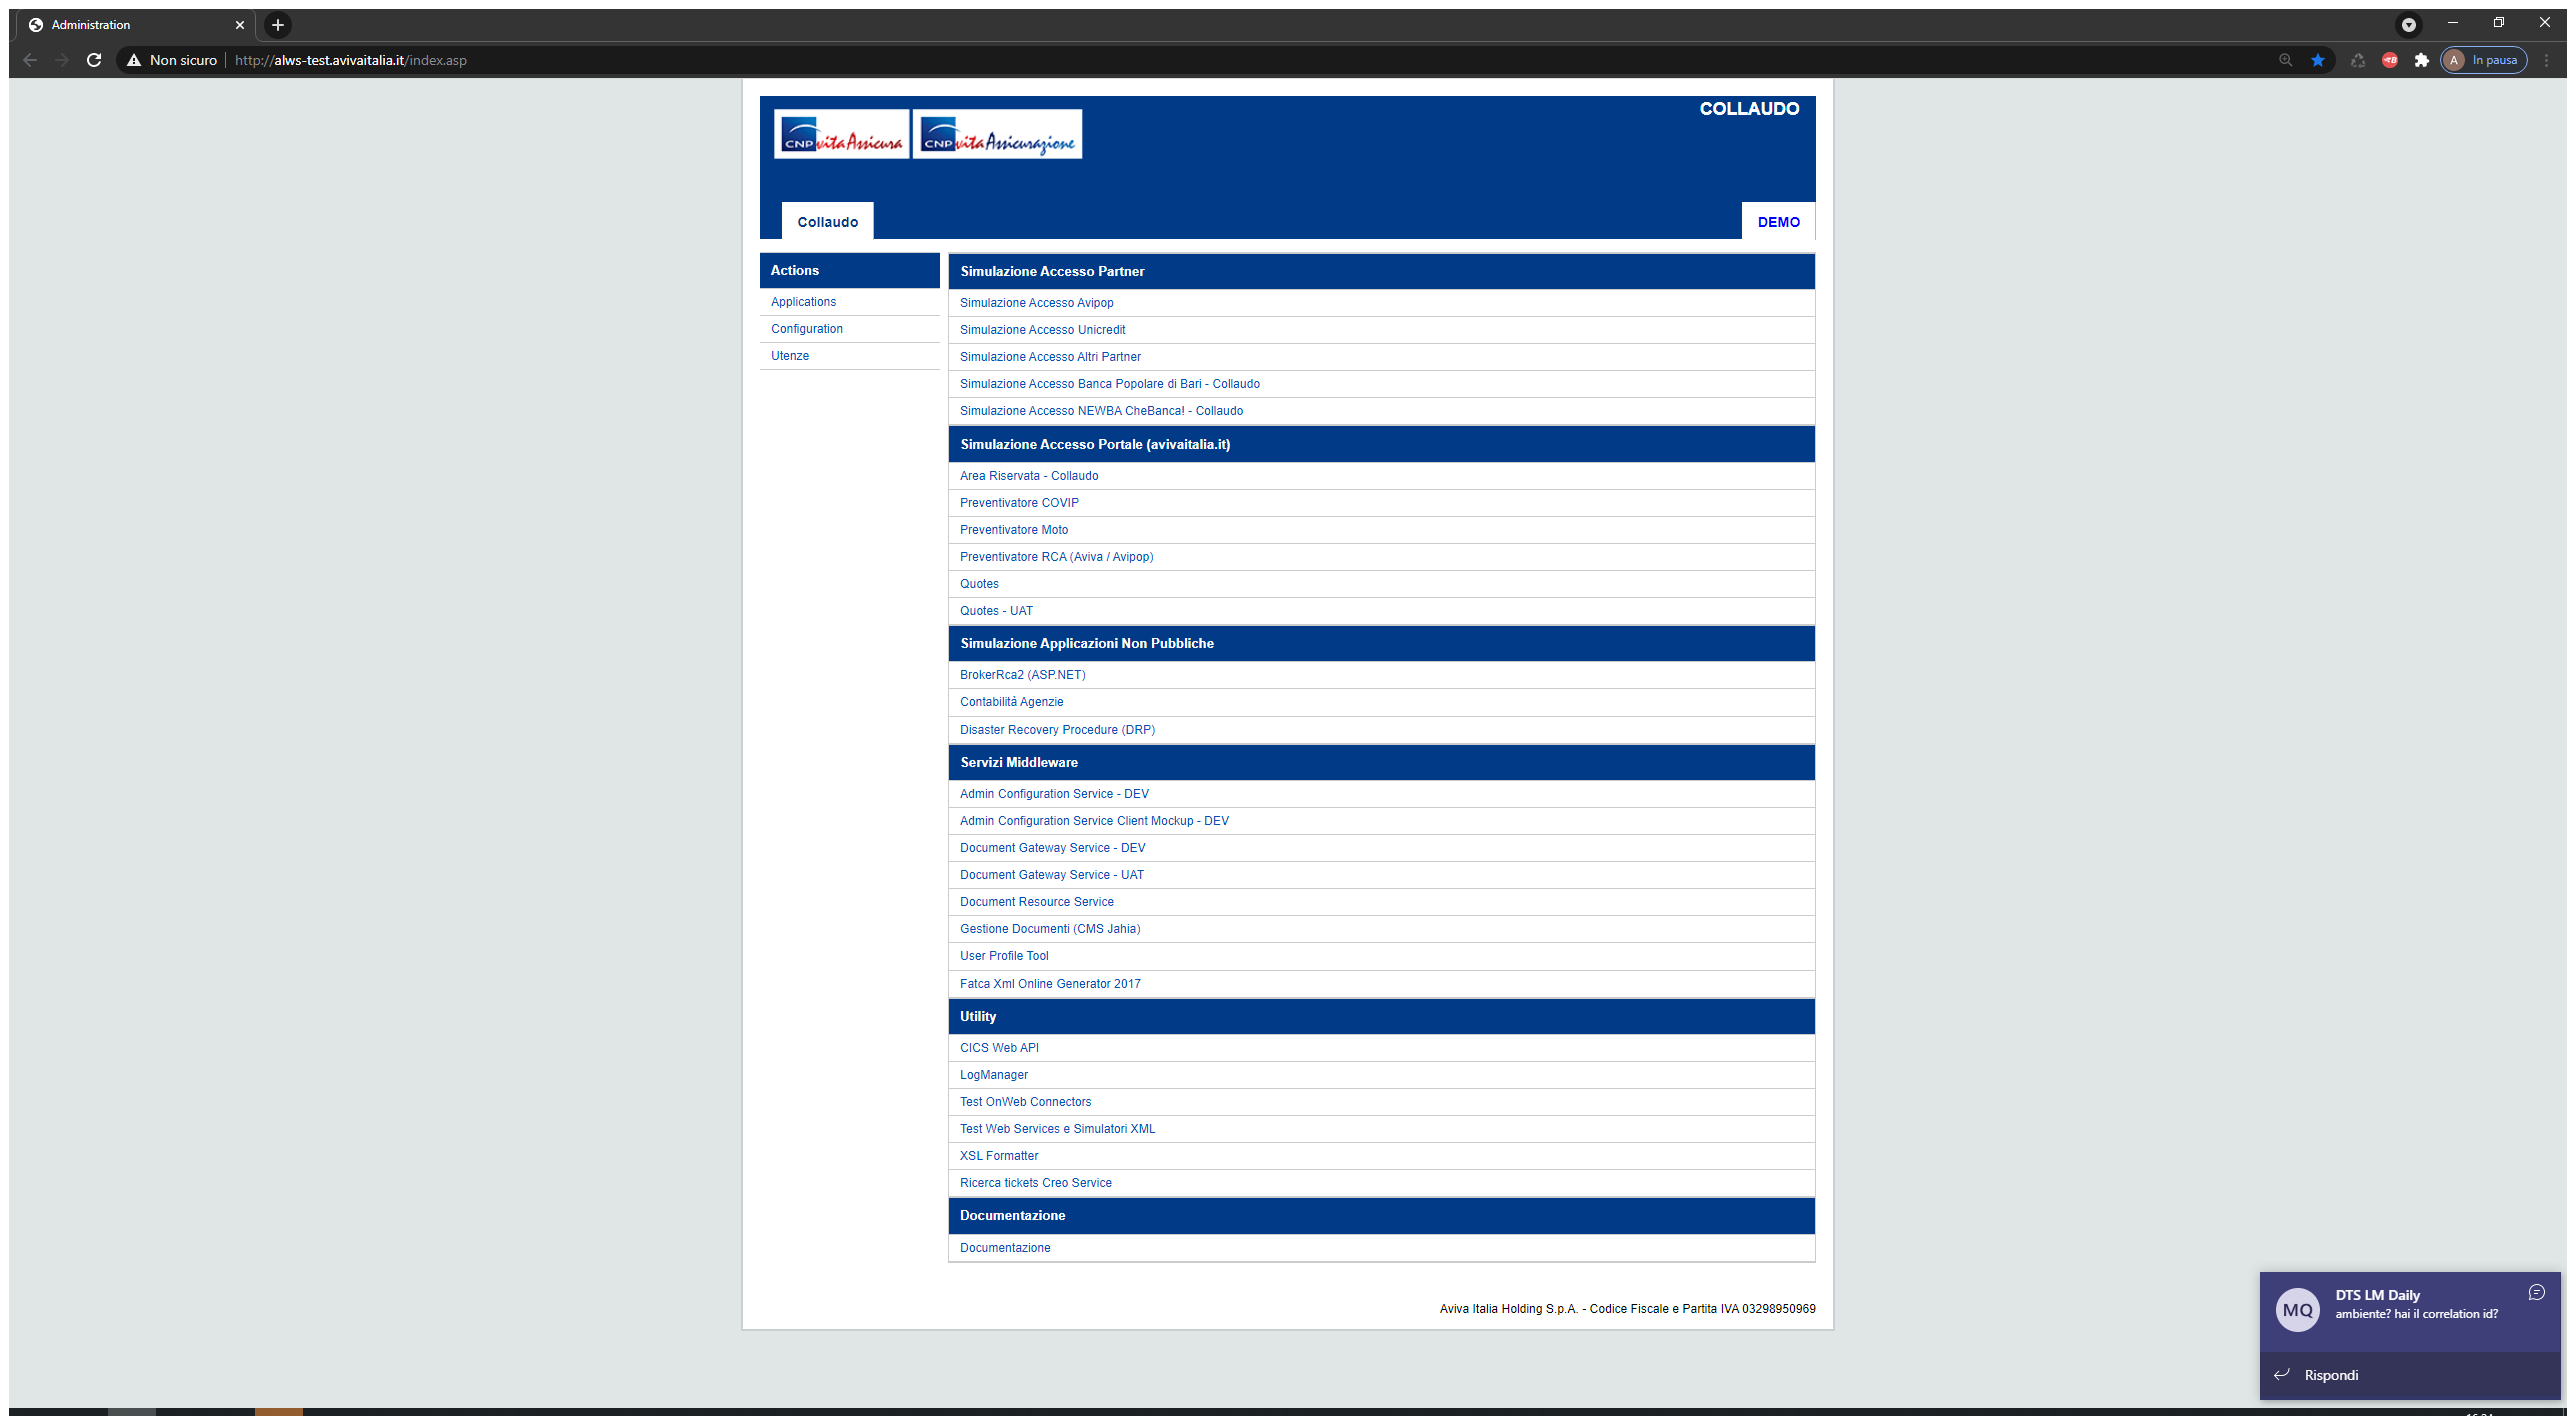 Administration
Non sicuro http://alws-test.avivaitalia.it/index.asp
A In pausa
COLLAUDO
CNP vita Assicura CNP vita Assicurazione
Collaudo DEMO
Actions
Applications
Configuration
Utenze
Simulazione Accesso Partner
Simulazione Accesso Avipop
Simulazione Accesso Unicredit
Simulazione Accesso Altri Partner
Simulazione Accesso Banca Popolare di Bari - Collaudo
Simulazione Accesso NEWBA CheBanca! - Collaudo
Simulazione Accesso Portale (avivaitalia.it)
Area Riservata - Collaudo
Preventivatore COVIP
Preventivatore Moto
Preventivatore RCA (Aviva / Avipop)
Quotes
Quotes - UAT
Simulazione Applicazioni Non Pubbliche
BrokerRca2 (ASP.NET)
Contabilità Agenzie
Disaster Recovery Procedure (DRP)
Servizi Middleware
Admin Configuration Service - DEV
Admin Configuration Service Client Mockup - DEV
Document Gateway Service - DEV
Document Gateway Service - UAT
Document Resource Service
Gestione Documenti (CMS Jahia)
User Profile Tool
Fatca Xml Online Generator 2017
Utility
CICS Web API
LogManager
Test OnWeb Connectors
Test Web Services e Simulatori XML
XSL Formatter
Ricerca tickets Creo Service
Documentazione
Documentazione
Aviva Italia Holding S.p.A. - Codice Fiscale e Partita IVA 03298950969
MQ
DTS LM Daily
ambiente? hai il correlation id?
Rispondi